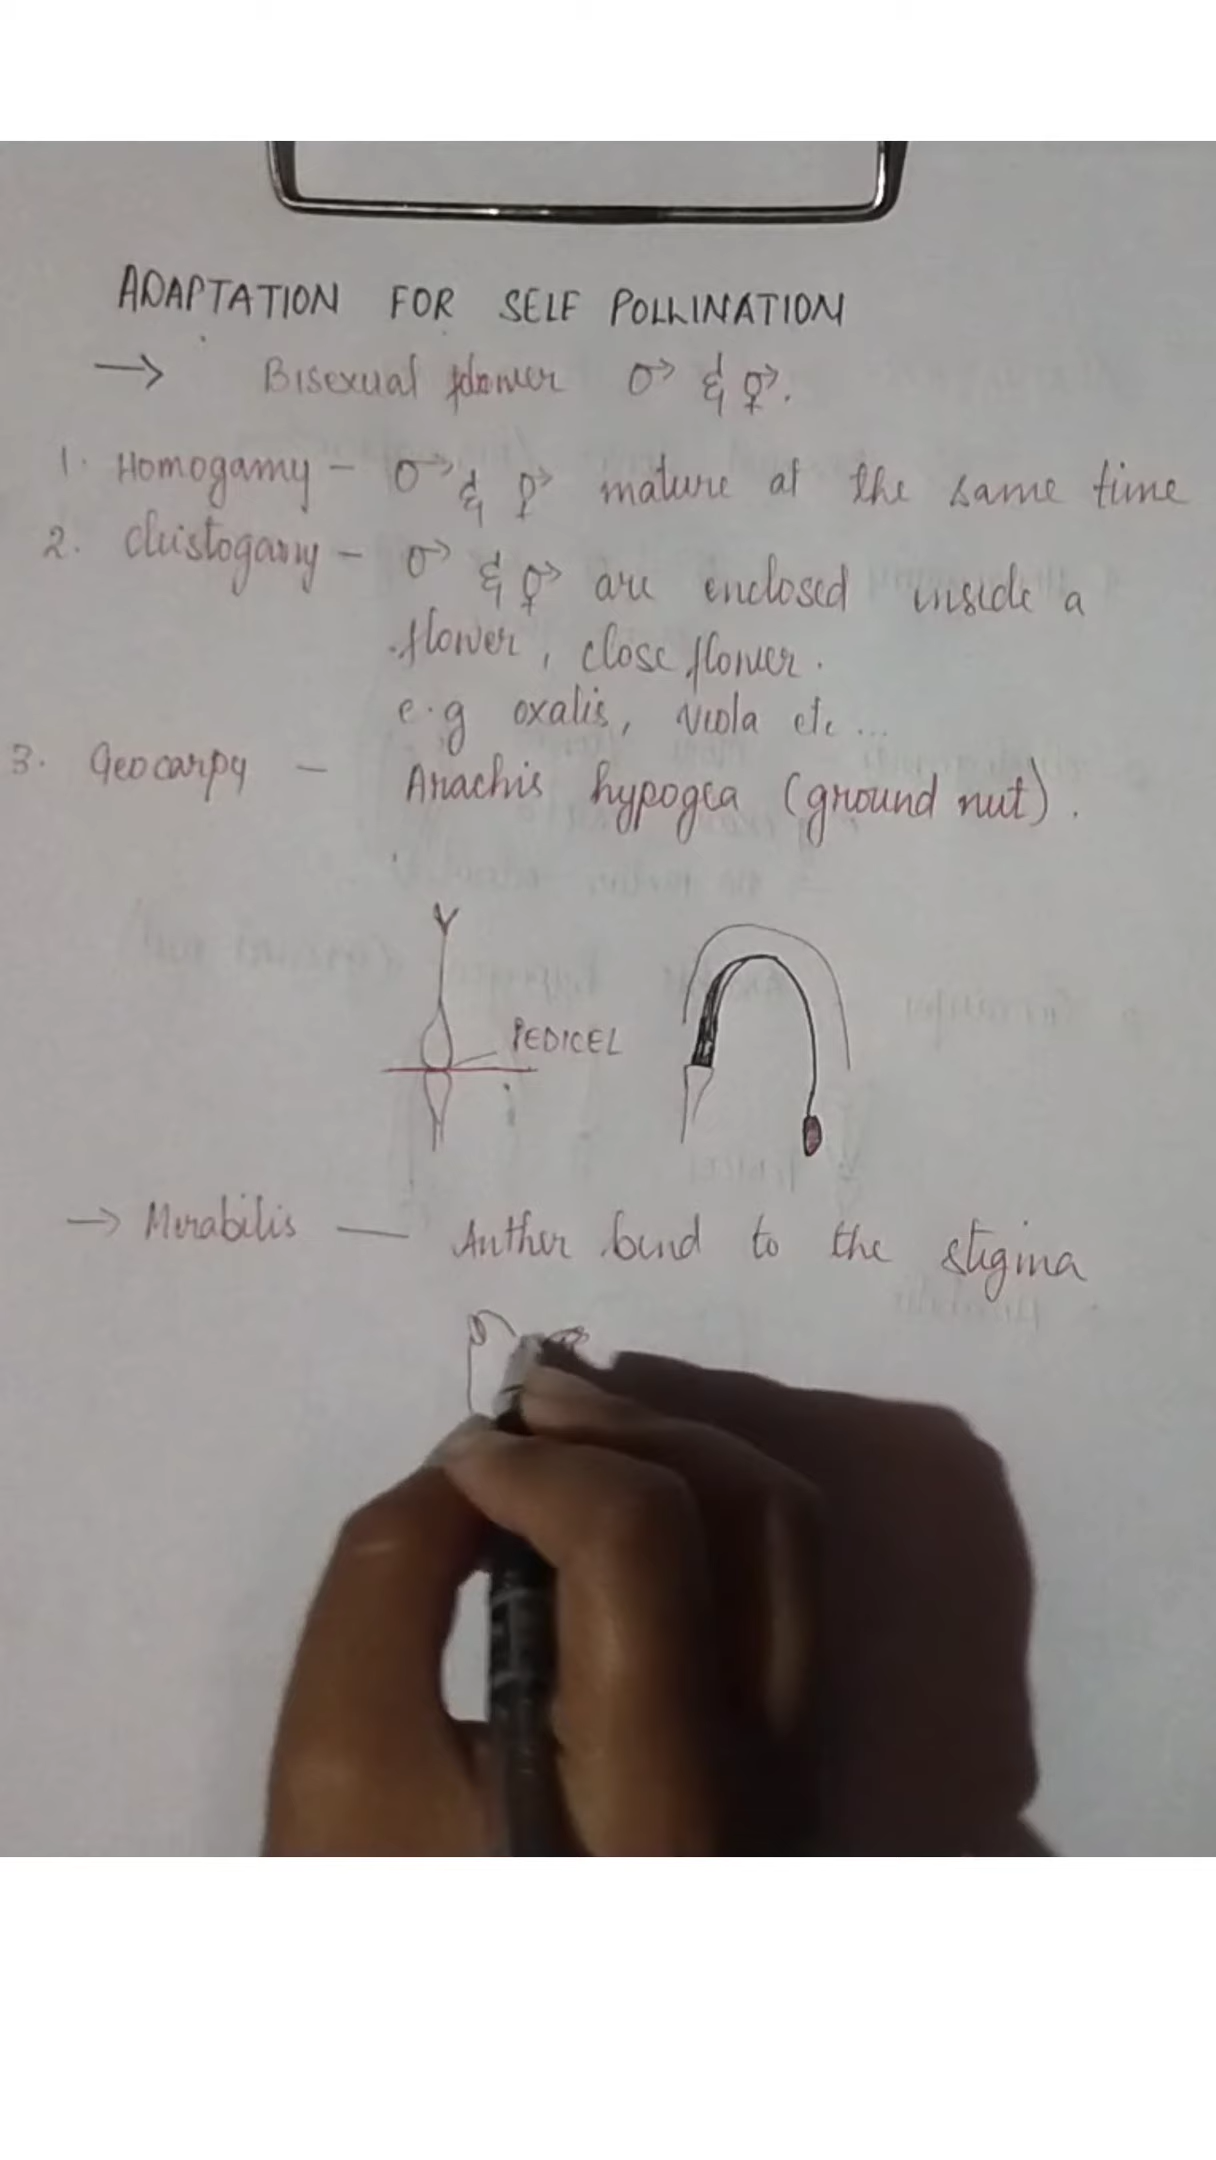 ADAPTATION FOR SELF POLLINATION
→ Bisexual flower ♂ & ⚥.
1. Homogamy – ♂ & ⚥ mature at the same time
2. Cleistogamy – ♂ & ⚥ are enclosed inside a
flower, close flower.
e.g oxalis, viola etc...
3. Geocarpy – Arachis hypogea (ground nut).
PEDICEL
→ Mirabilis — Anther bend to the stigma